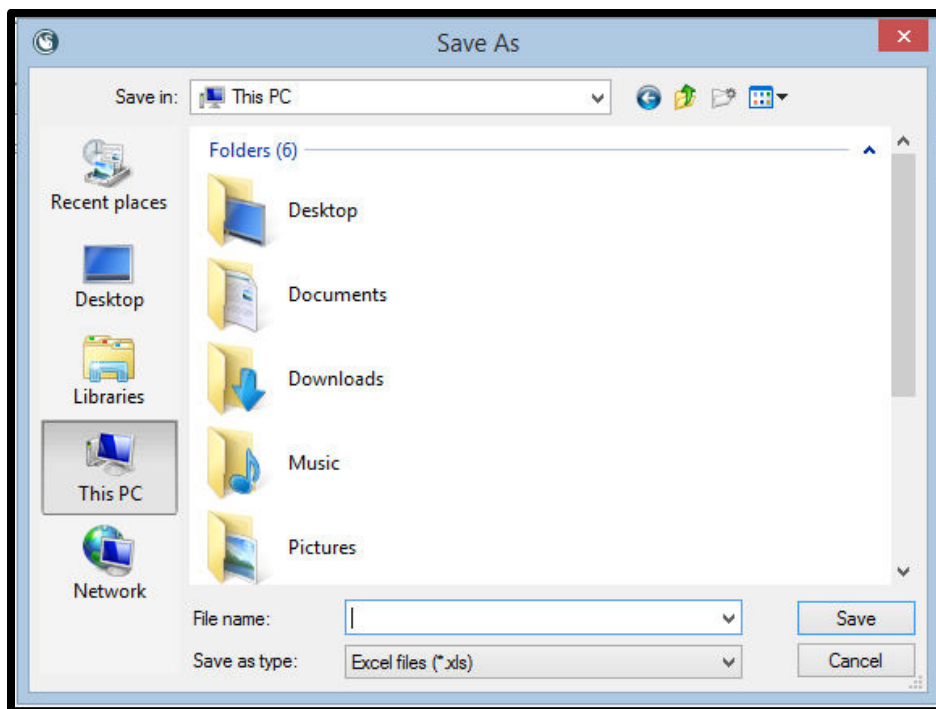 Save As
Save in:
This PC
Recent places
Desktop
Libraries
This PC
Network
Folders (6)
Desktop
Documents
Downloads
Music
Pictures
File name:
Save
Save as type:
Excel files (*.xls)
Cancel